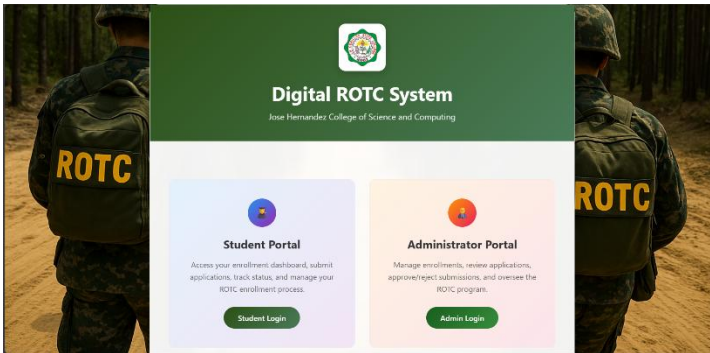 Digital ROTC System
Jose Hernandez College of Science and Computing
ROTC
ROTC
Student Portal
Access your enrollment dashboard, submit
applications, track status, and manage your
ROTC enrollment process.
Student Login
Administrator Portal
Manage enrollments, review applications,
approve/reject submissions, and oversee the
ROTC program.
Admin Login